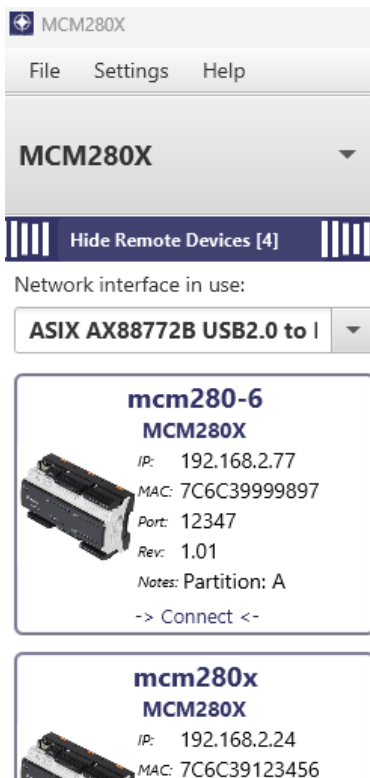 MCM280X
File Settings Help
MCM280X
Hide Remote Devices [4]
Network interface in use:
ASIX AX88772B USB2.0 to
mcm280-6
MCM280X
IP: 192.168.2.77
MAC: 7C6C39999897
Port: 12347
Rev: 1.01
Notes: Partition: A
-> Connect <-
mcm280x
MCM280X
IP: 192.168.2.24
MAC: 7C6C39123456